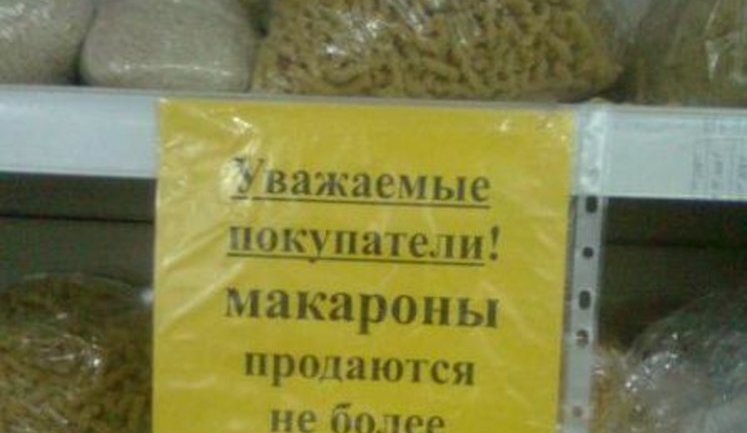 Уважаемые
покупатели!
макароны
продаются
не более